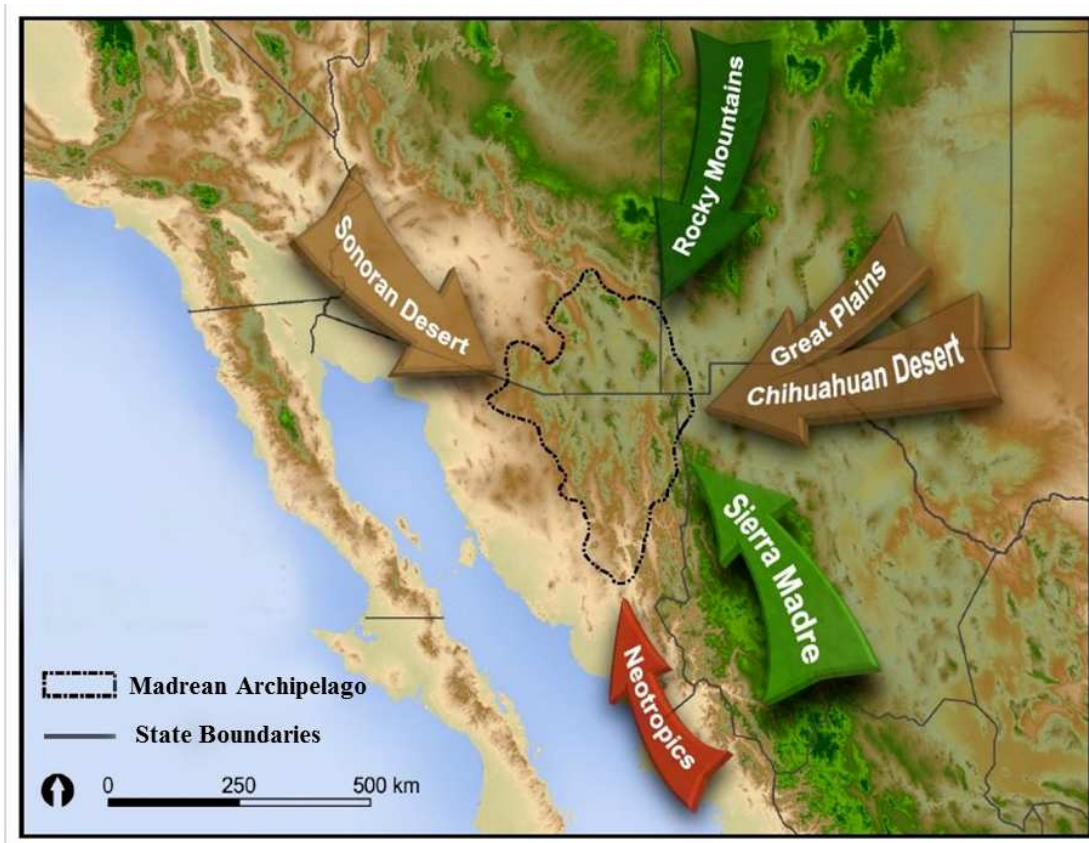 Rocky Mountains
Sonoran Desert
Great Plains
Chihuahuan Desert
Sierra Madre
Neotropics
Madrean Archipelago
State Boundaries
0 250 500 km